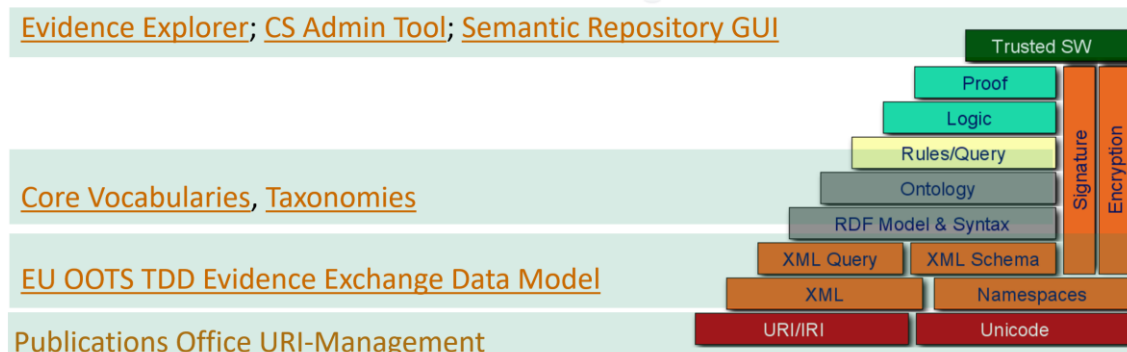 Evidence Explorer; CS Admin Tool; Semantic Repository GUI
Trusted SW
Proof
Logic
Rules/Query
Signature
Encryption
Core Vocabularies, Taxonomies
Ontology
RDF Model & Syntax
EU OOTS TDD Evidence Exchange Data Model
XML Query
XML Schema
XML
Namespaces
Publications Office URI-Management
URI/IRI
Unicode